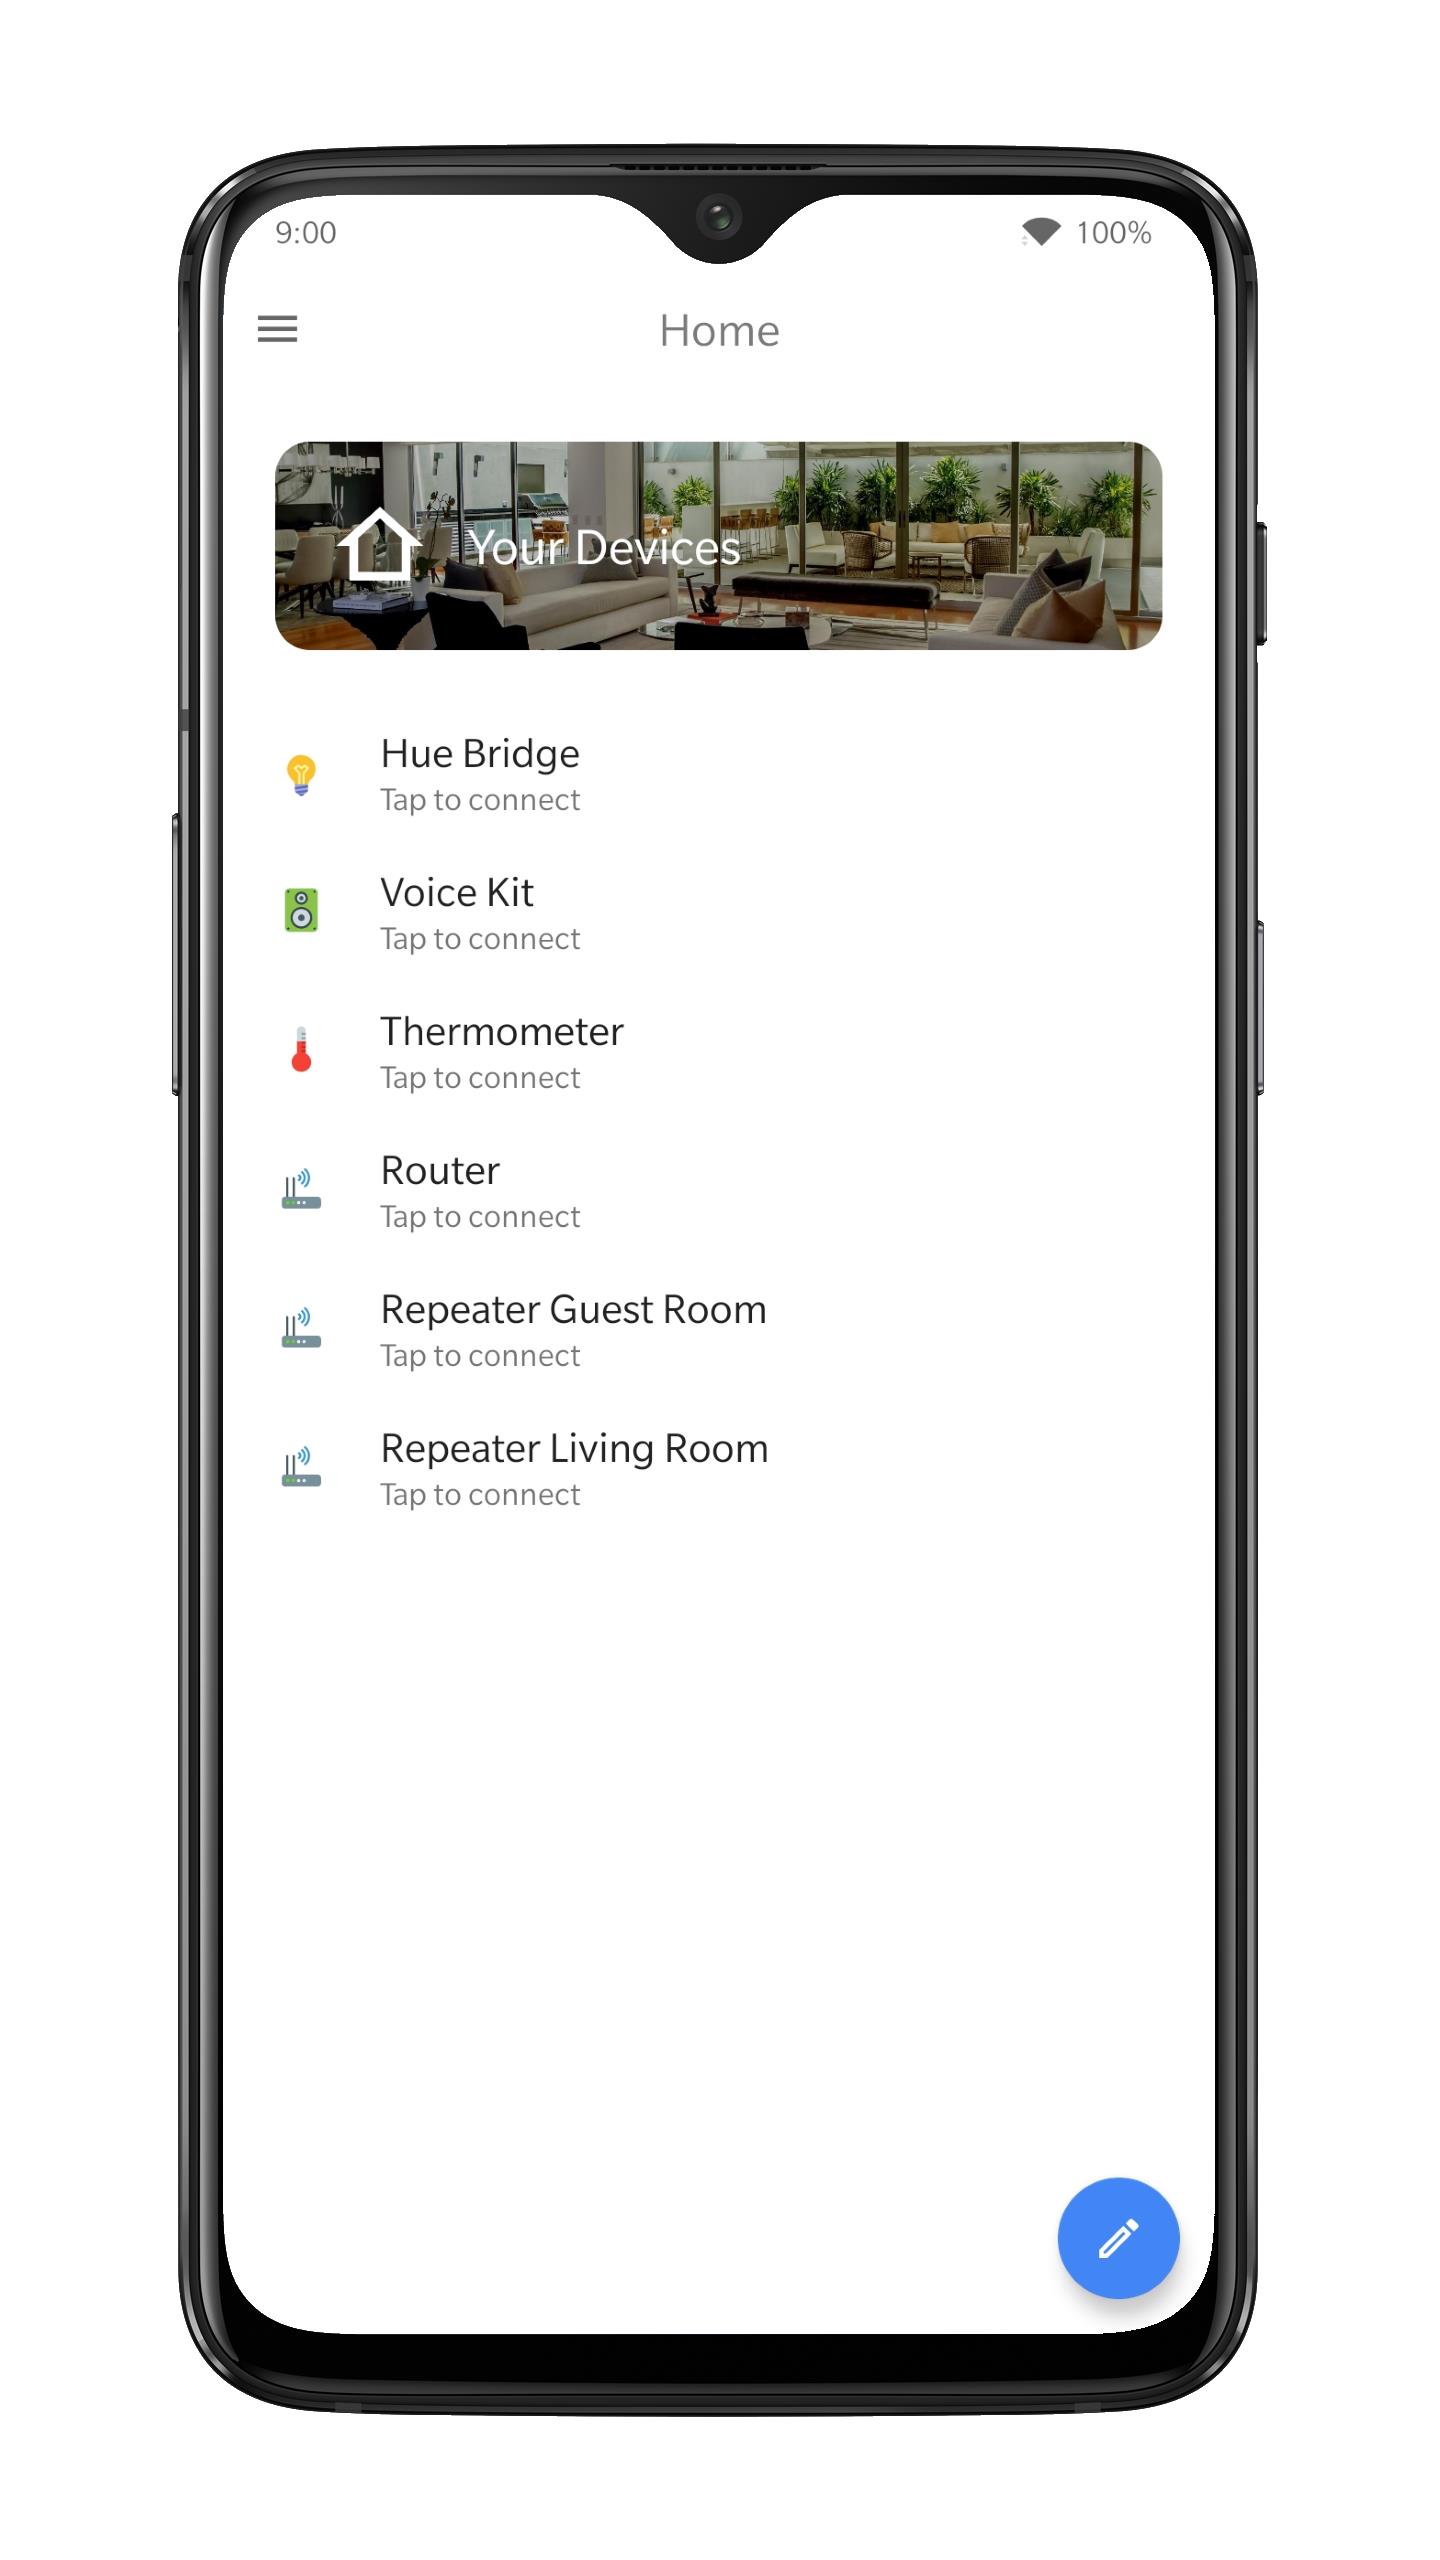 9:00
100%
Home
Your Devices
Hue Bridge
Tap to connect
Voice Kit
Tap to connect
Thermometer
Tap to connect
Router
Tap to connect
Repeater Guest Room
Tap to connect
Repeater Living Room
Tap to connect